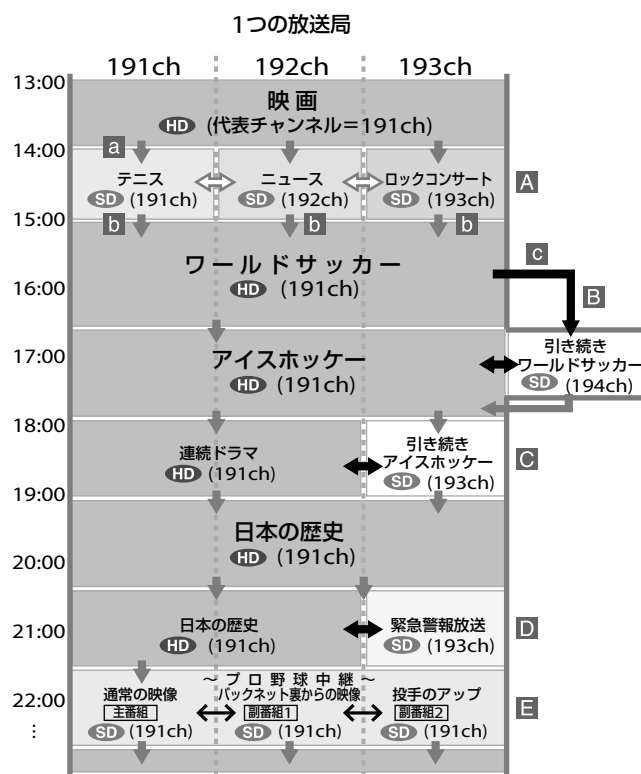 1つの放送局
191ch 192ch 193ch
13:00
映画
HD (代表チャンネル=191ch)
14:00
a
テニス
SD (191ch)
ニュース
SD (192ch)
ロックコンサート
SD (193ch)
A
15:00
b b b
ワールドサッカー
HD (191ch)
c
16:00
B
17:00
アイスホッケー
HD (191ch)
引き続き
ワールドサッカー
SD (194ch)
18:00
連続ドラマ
HD (191ch)
引き続き
アイスホッケー
SD (193ch)
C
19:00
日本の歴史
HD (191ch)
20:00
21:00
日本の歴史
HD (191ch)
緊急警報放送
SD (193ch)
D
22:00
~プロ野球中継~
通常の映像
主番組
SD (191ch)
バックネット裏からの映像
副番組1
SD (191ch)
投手のアップ
副番組2
SD (191ch)
E
⋮